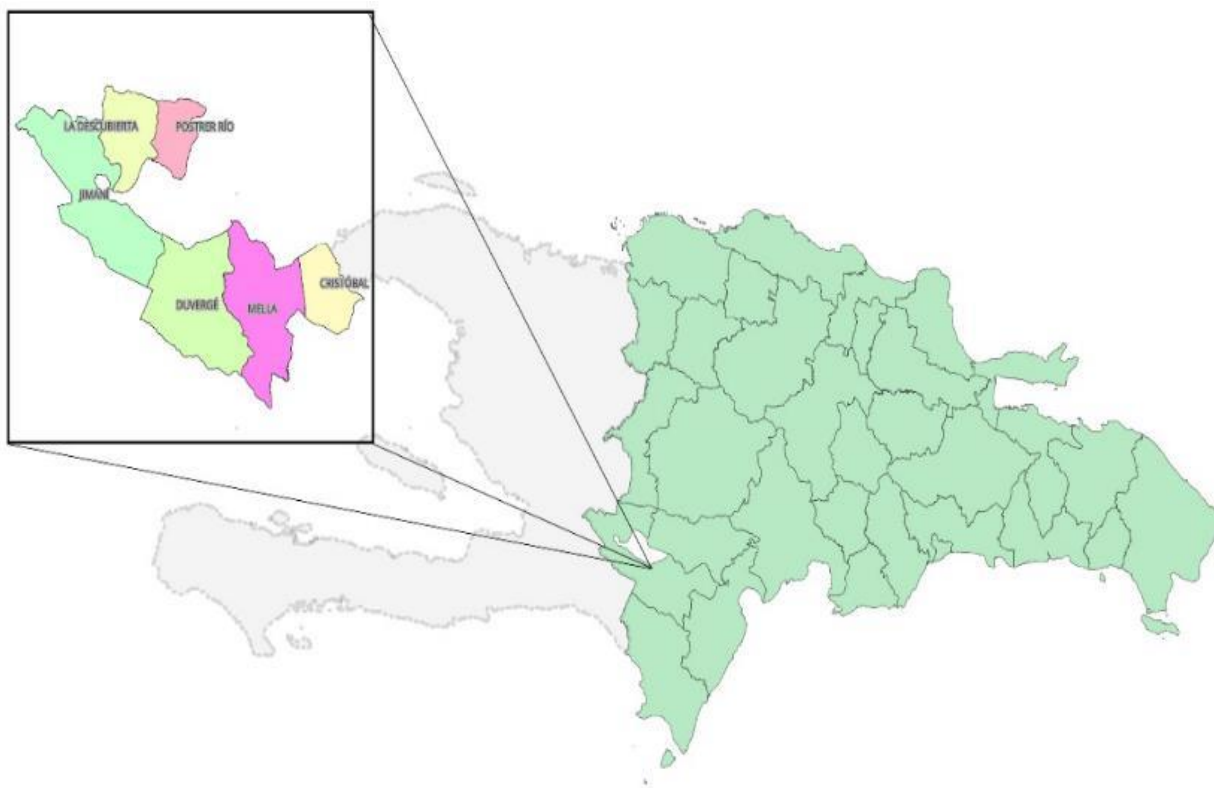 LA DESCUBIERTA
POSTRER RÍO
JIMANÍ
DUVERGÉ
MELLA
CRISTÓBAL